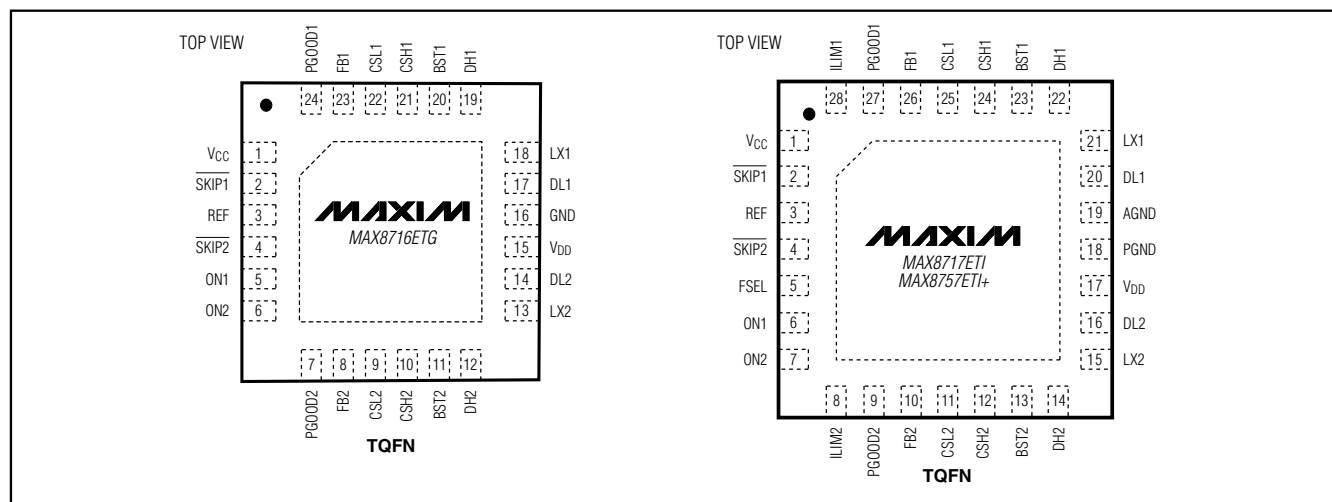 TOP VIEW
PGOOD1
FB1
CSL1
CSH1
BST1
DH1
24 23 22 21 20 19
VCC 1
SKIP1 2
REF 3
SKIP2 4
ON1 5
ON2 6
18 LX1
17 DL1
16 GND
15 VDD
14 DL2
13 LX2
MAXIM
MAX8716ETG
7 8 9 10 11 12
PGOOD2
FB2
CSL2
CSH2
BST2
DH2
TQFN
TOP VIEW
ILIM1
PGOOD1
FB1
CSL1
CSH1
BST1
DH1
28 27 26 25 24 23 22
VCC 1
SKIP1 2
REF 3
SKIP2 4
FSEL 5
ON1 6
ON2 7
21 LX1
20 DL1
19 AGND
18 PGND
17 VDD
16 DL2
15 LX2
MAXIM
MAX8717ETI
MAX8757ETI+
8 9 10 11 12 13 14
ILIM2
PGOOD2
FB2
CSL2
CSH2
BST2
DH2
TQFN